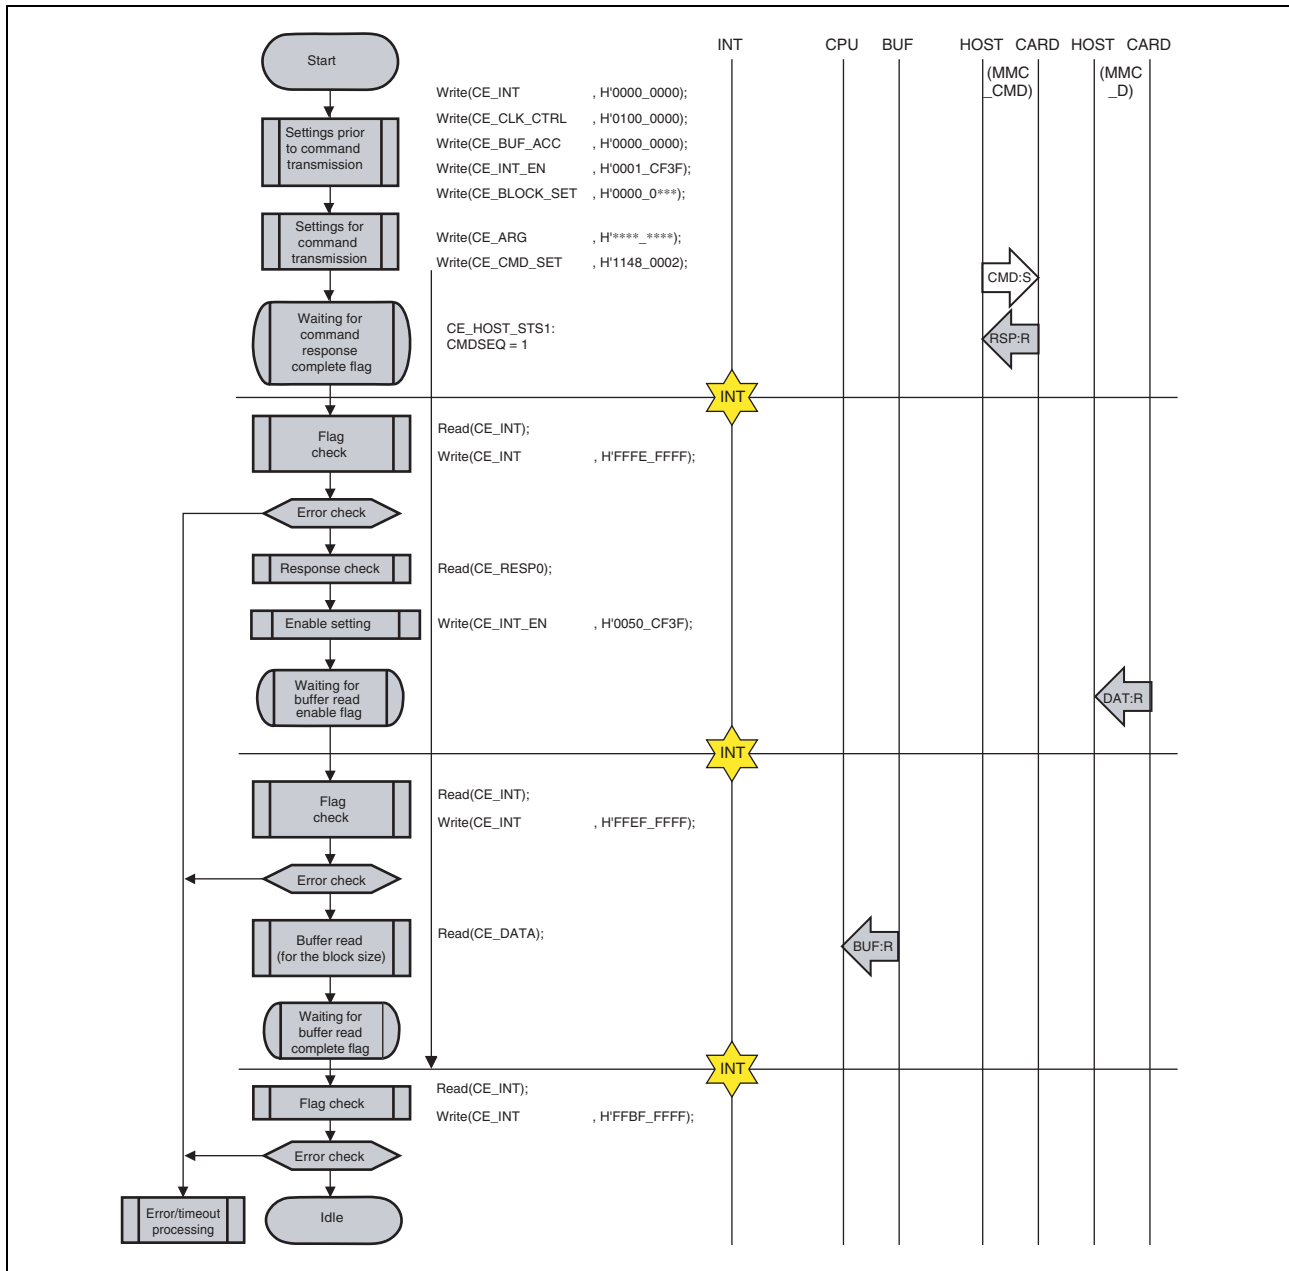 INT CPU BUF HOST CARD HOST CARD
(MMC
_CMD)
(MMC
_D)
Start
Write(CE_INT , H'0000_0000);
Write(CE_CLK_CTRL , H'0100_0000);
Write(CE_BUF_ACC , H'0000_0000);
Write(CE_INT_EN , H'0001_CF3F);
Write(CE_BLOCK_SET , H'0000_0***);
Settings prior
to command
transmission
Settings for
command
transmission
Write(CE_ARG , H'****_****);
Write(CE_CMD_SET , H'1148_0002);
CMD:S
Waiting for
command
response
complete flag
CE_HOST_STS1:
CMDSEQ = 1
RSP:R
INT
Flag
check
Read(CE_INT);
Write(CE_INT , H'FFFE_FFFF);
Error check
Response check
Read(CE_RESP0);
Enable setting
Write(CE_INT_EN , H'0050_CF3F);
Waiting for
buffer read
enable flag
DAT:R
INT
Flag
check
Read(CE_INT);
Write(CE_INT , H'FFEF_FFFF);
Error check
Buffer read
(for the block size)
Read(CE_DATA);
BUF:R
Waiting for
buffer read
complete flag
INT
Flag check
Read(CE_INT);
Write(CE_INT , H'FFBF_FFFF);
Error check
Error/timeout
processing
Idle